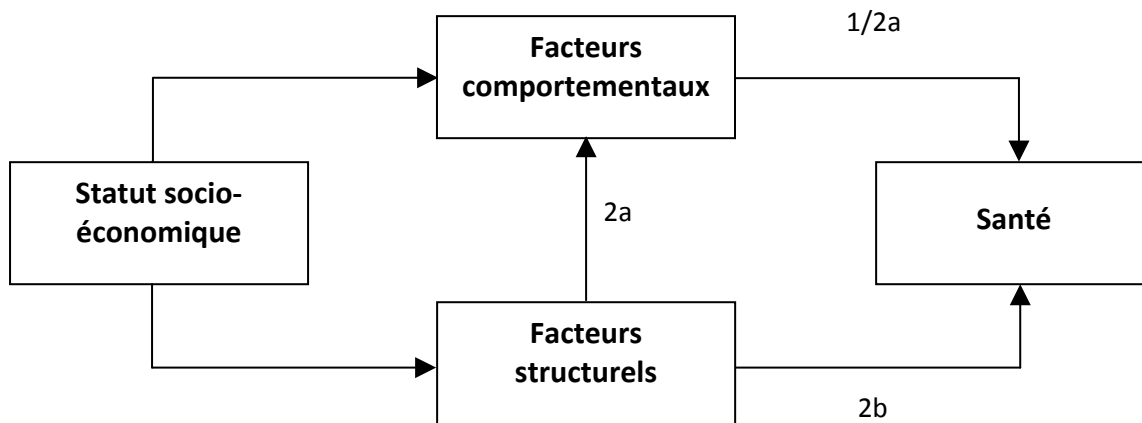 1/2a
Facteurs
comportementaux
Statut socio-
économique
2a
Santé
Facteurs
structurels
2b